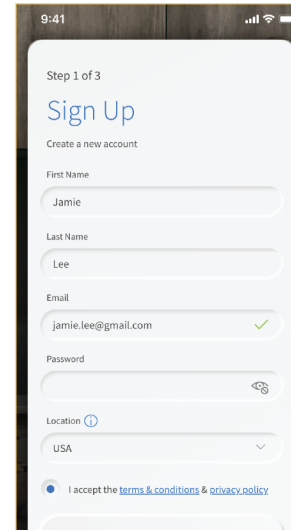 9:41
Step 1 of 3
Sign Up
Create a new account
First Name
Jamie
Last Name
Lee
Email
jamie.lee@gmail.com
Password
Location
USA
I accept the terms & conditions & privacy policy